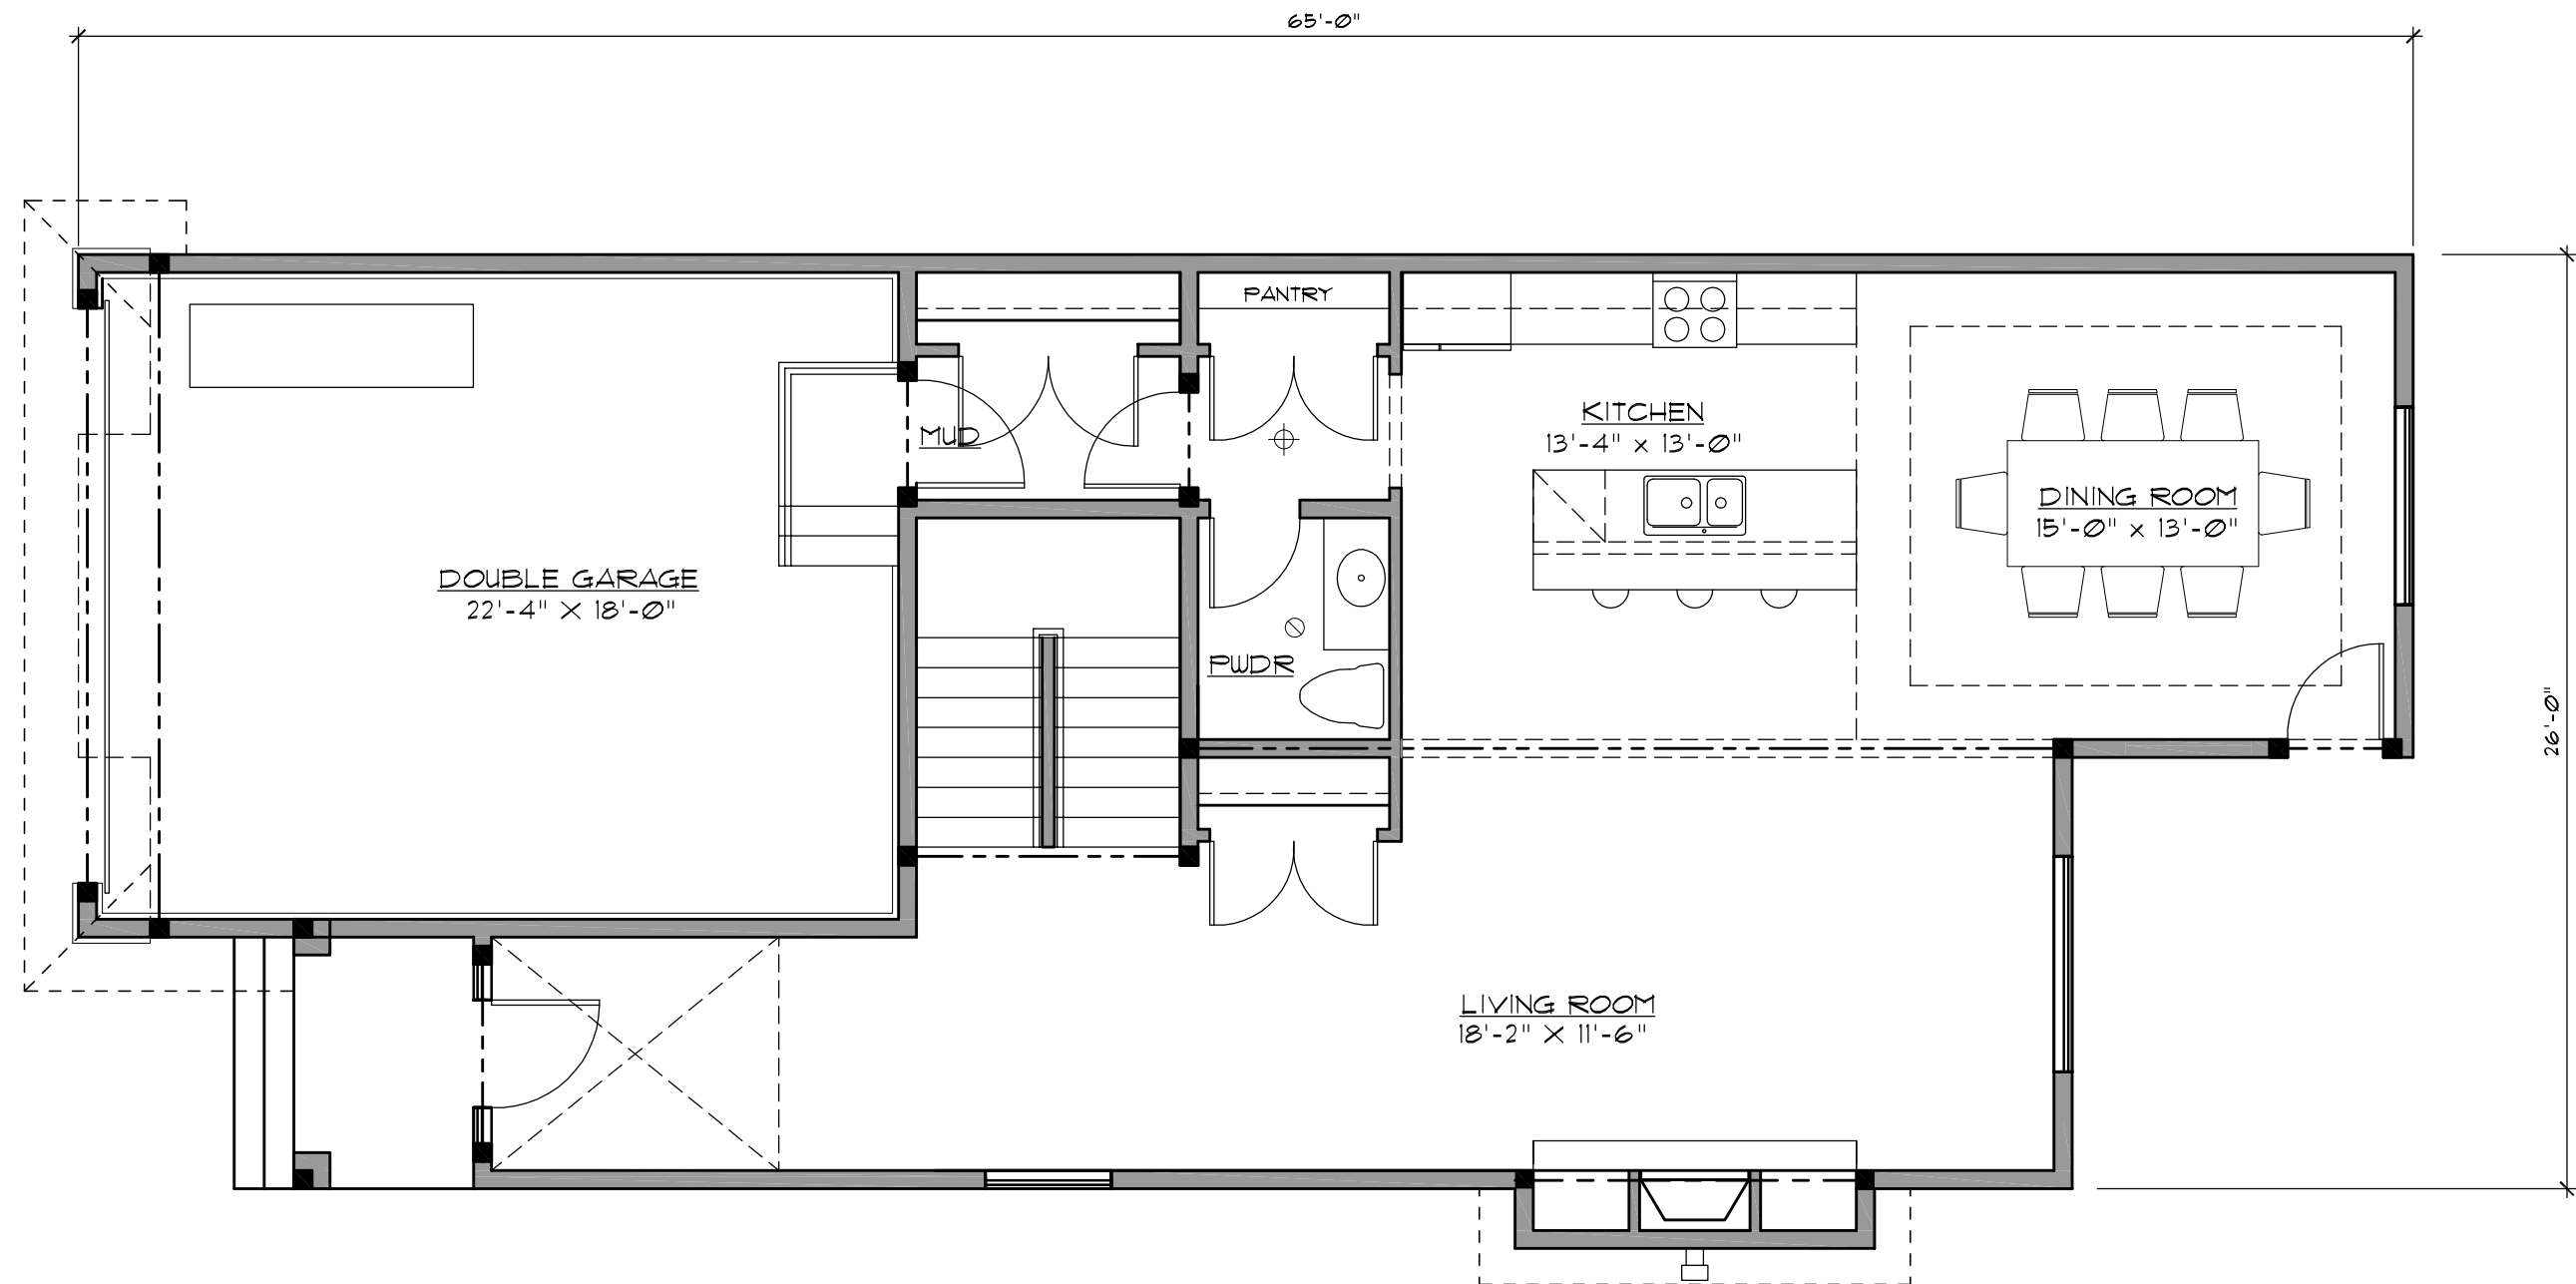 65'-0"
PANTRY
KITCHEN
13'-4" x 13'-0"
MUD
DINING ROOM
15'-0" x 13'-0"
DOUBLE GARAGE
22'-4" X 18'-0"
PWDR
26'-0"
LIVING ROOM
18'-2" X 11'-6"